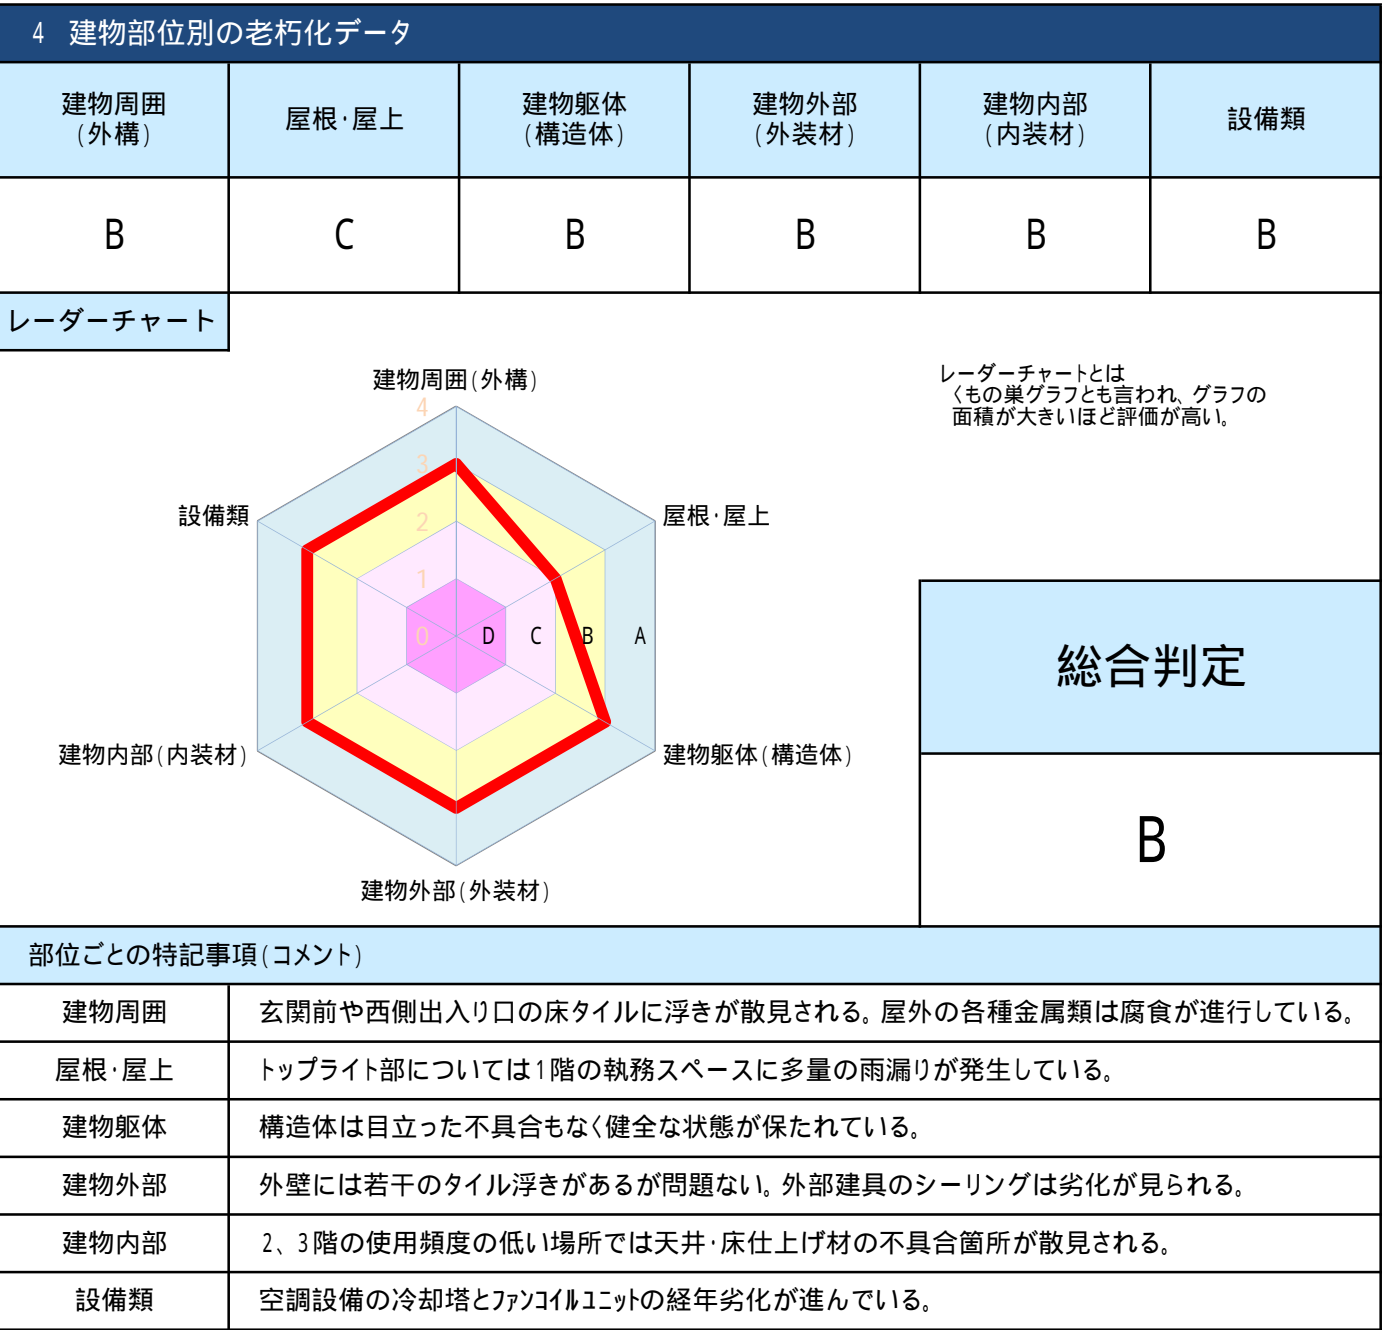 4 建物部位別の老朽化データ
建物周囲
(外構)
屋根・屋上
建物躯体
(構造体)
建物外部
(外装材)
建物内部
(内装材)
設備類
B
C
B
B
B
B
レーダーチャート
レーダーチャートとは
くもの巣グラフとも言われ、グラフの
面積が大きいほど評価が高い。
建物周囲(外構)
4
3
2
1
0
設備類
屋根・屋上
D
C
B
A
建物内部(内装材)
建物躯体(構造体)
建物外部(外装材)
総合判定
B
部位ごとの特記事項(コメント)
建物周囲
玄関前や西側出入り口の床タイルに浮きが散見される。屋外の各種金属類は腐食が進行している。
屋根・屋上
トップライト部については1階の執務スペースに多量の雨漏りが発生している。
建物躯体
構造体は目立った不具合もなく健全な状態が保たれている。
建物外部
外壁には若干のタイル浮きがあるが問題ない。外部建具のシーリングは劣化が見られる。
建物内部
2、3階の使用頻度の低い場所では天井・床仕上げ材の不具合箇所が散見される。
設備類
空調設備の冷却塔とファンコイルユニットの経年劣化が進んでいる。